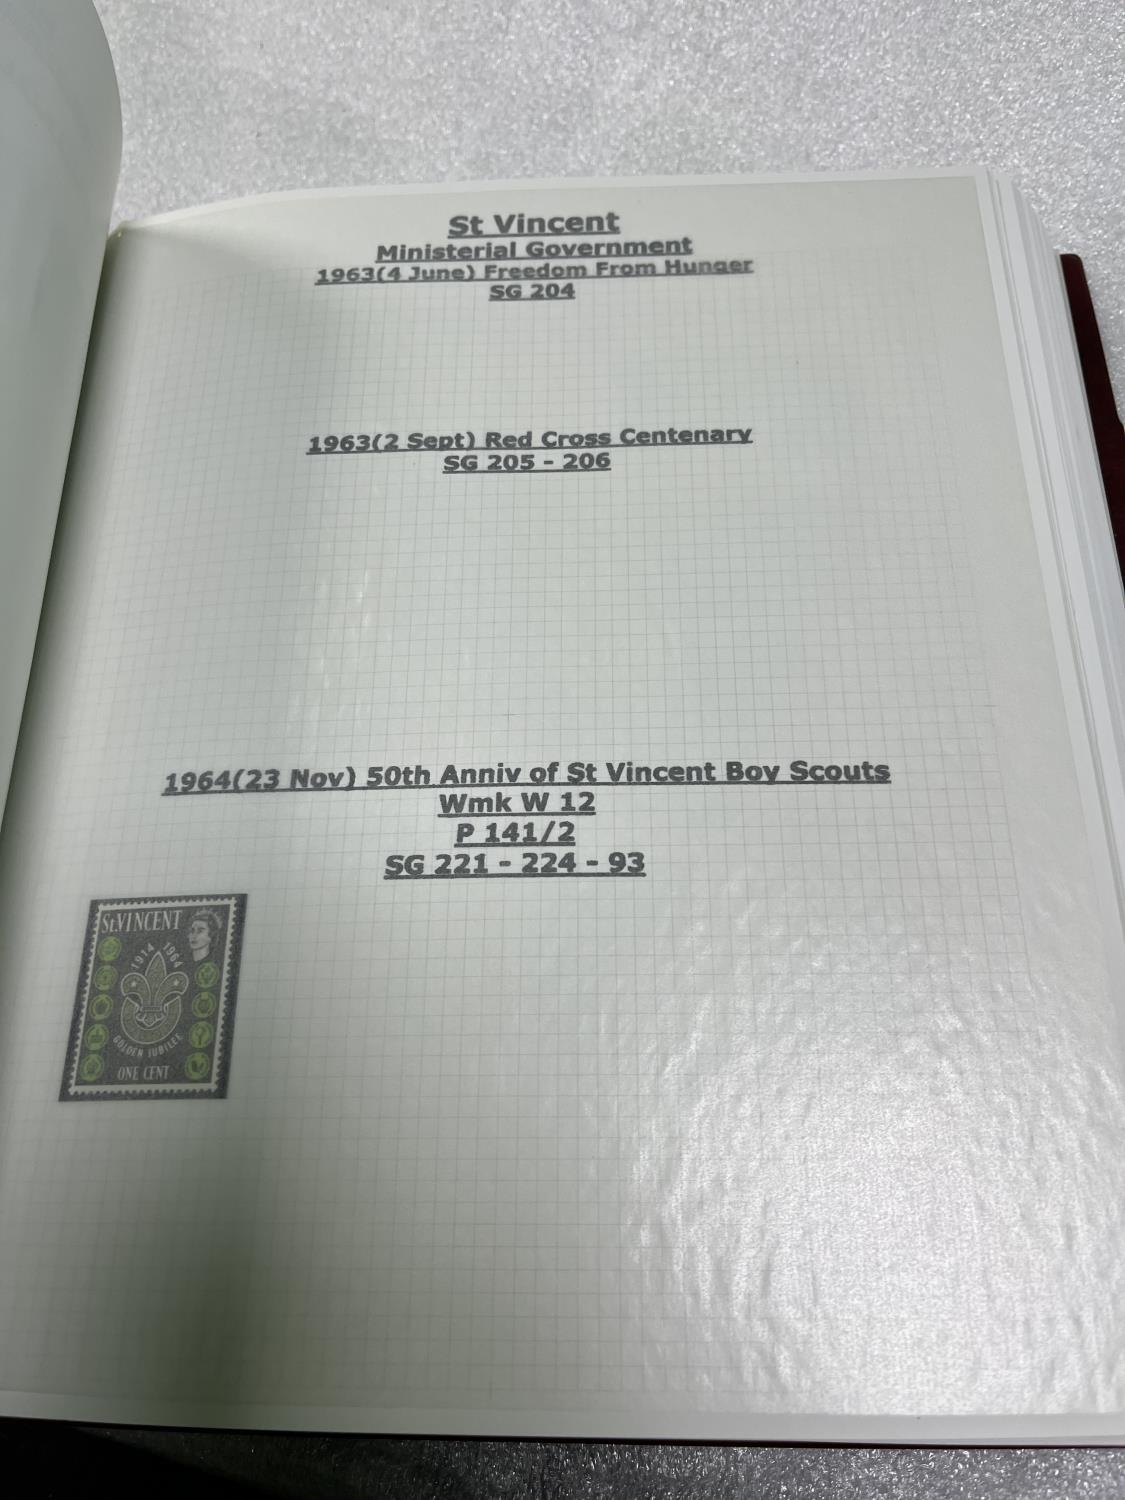 St Vincent
Ministerial Government
1963(4 June) Freedom From Hunger
SG 204
1963(2 Sept) Red Cross Centenary
SG 205 - 206
1964(23 Nov) 50th Anniv of St Vincent Boy Scouts
Wmk W 12
P 141/2
SG 221 - 224 - 93
St.VINCENT
1914 1964
GOLDEN JUBILEE
ONE CENT